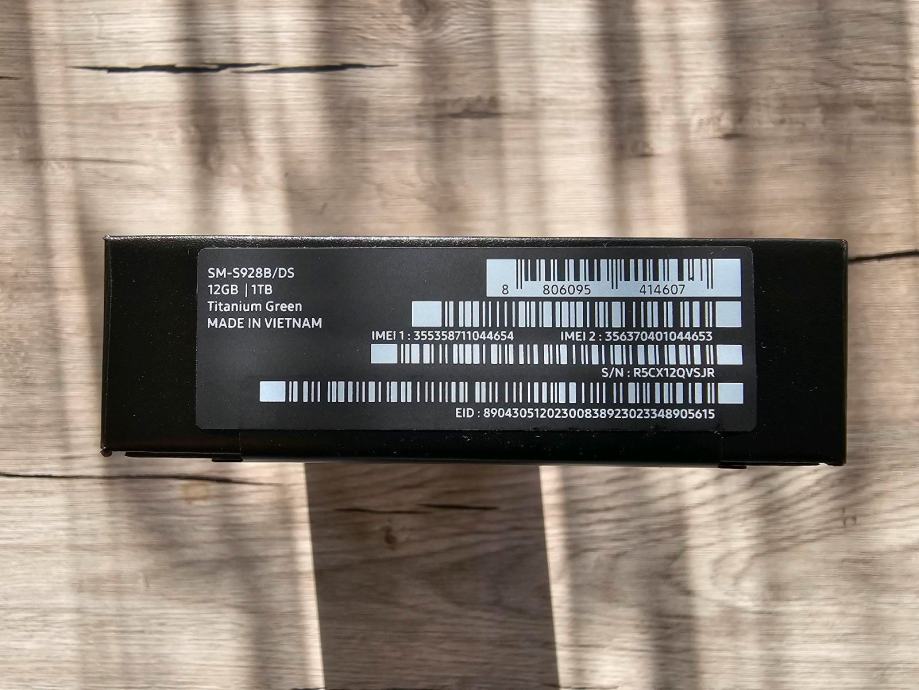 SM-S928B/DS
12GB | 1TB
Titanium Green
MADE IN VIETNAM
8 806095 414607
IMEI 1 : 355358711044654 IMEI 2 : 356370401044653
S/N : R5CX12QVSJR
EID : 89043051202300838923023348905615